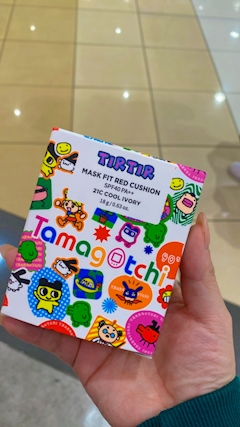 TIRTIR
MASK FIT RED CUSHION
SPF40 PA++
21C COOL IVORY
18 g / 0.63 oz.
Tamagotchi